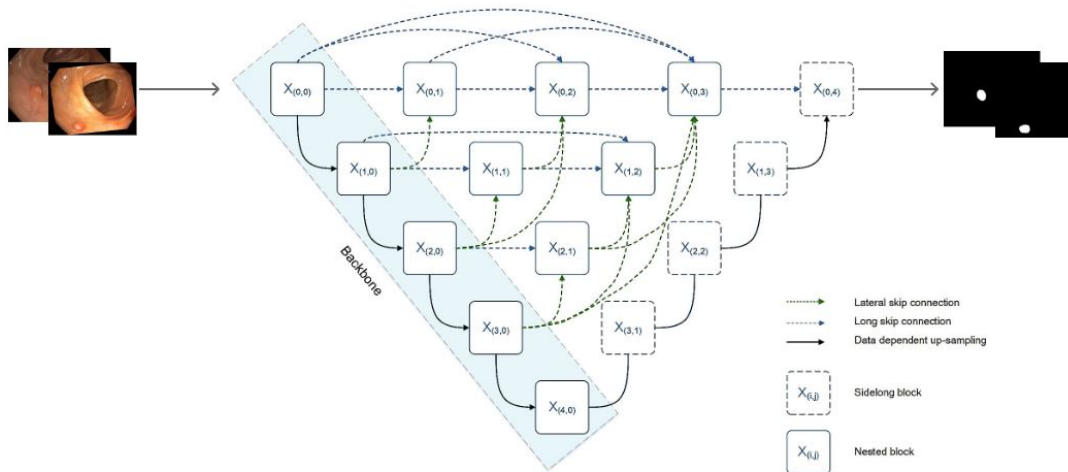 X(0,0) X(0,1) X(0,2) X(0,3) X(0,4)
X(1,0) X(1,1) X(1,2) X(1,3)
X(2,0) X(2,1) X(2,2)
Backbone
X(3,0) X(3,1)
X(4,0)
Lateral skip connection
Long skip connection
Data dependent up-sampling
X(i,j) Sidelong block
X(i,j) Nested block